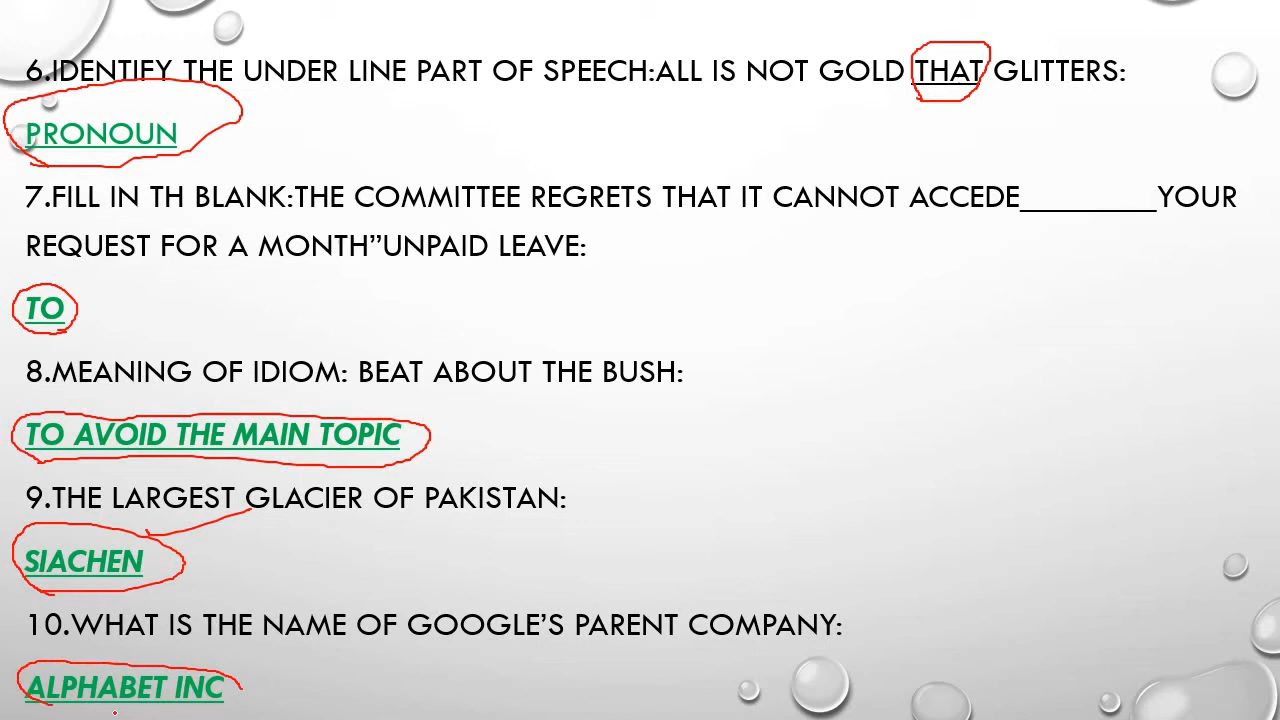 6.IDENTIFY THE UNDER LINE PART OF SPEECH:ALL IS NOT GOLD THAT GLITTERS:
PRONOUN
7.FILL IN TH BLANK:THE COMMITTEE REGRETS THAT IT CANNOT ACCEDE_________YOUR
REQUEST FOR A MONTH”UNPAID LEAVE:
TO
8.MEANING OF IDIOM: BEAT ABOUT THE BUSH:
TO AVOID THE MAIN TOPIC
9.THE LARGEST GLACIER OF PAKISTAN:
SIACHEN
10.WHAT IS THE NAME OF GOOGLE’S PARENT COMPANY:
ALPHABET INC